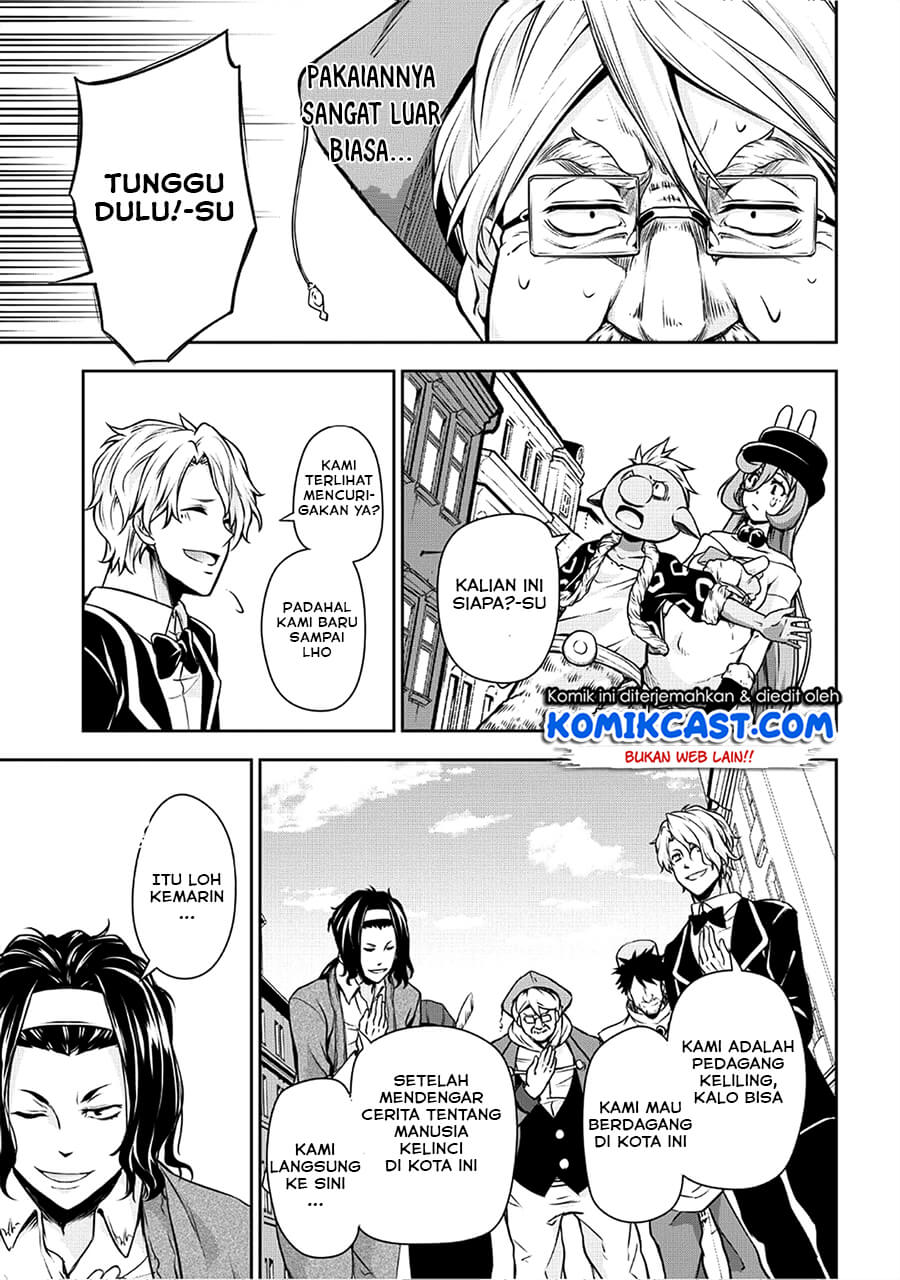 PAKAIANNYA
SANGAT LUAR
BIASA...
TUNGGU
DULU!-SU
KALIAN INI
SIAPA?-SU
KAMI
TERLIHAT
MENCURI-
GAKAN YA?
PADAHAL
KAMI BARU
SAMPAI
LHO
Komik ini diterjemahkan & diedit oleh
KOMIKCAST.COM
BUKAN WEB LAIN!!
KAMI ADALAH
PEDAGANG
KELILING,
KALO BISA
KAMI MAU
BERDAGANG
DI KOTA INI
SETELAH
MENDENGAR
CERITA TENTANG
MANUSIA
KELINCI
DI KOTA INI
KAMI
LANGSUNG
KE SINI
...
ITU LOH
KEMARIN
...